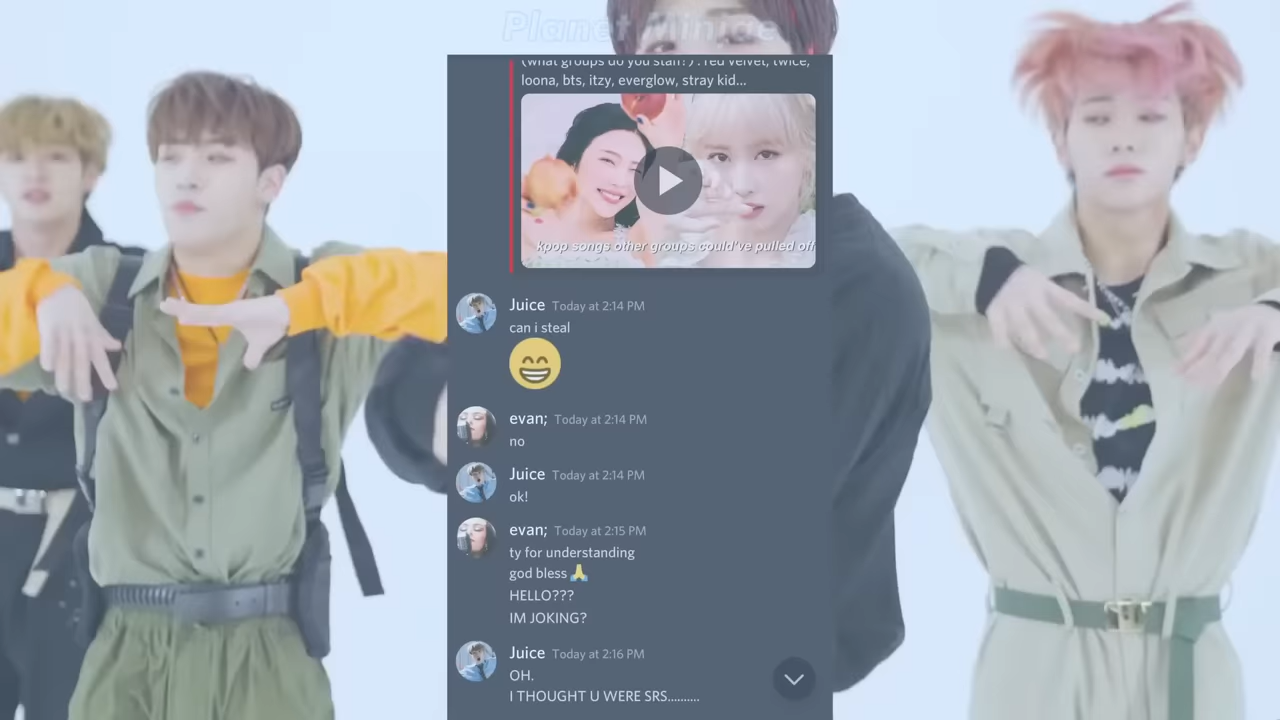 Planet Miniae
(what groups do you stan?) : red velvet, twice,
loona, bts, itzy, everglow, stray kid...
kpop songs other groups could've pulled off
Juice Today at 2:14 PM
can i steal
evan; Today at 2:14 PM
no
Juice Today at 2:14 PM
ok!
evan; Today at 2:15 PM
ty for understanding
god bless 🙏
HELLO???
IM JOKING?
Juice Today at 2:16 PM
OH.
I THOUGHT U WERE SRS..........